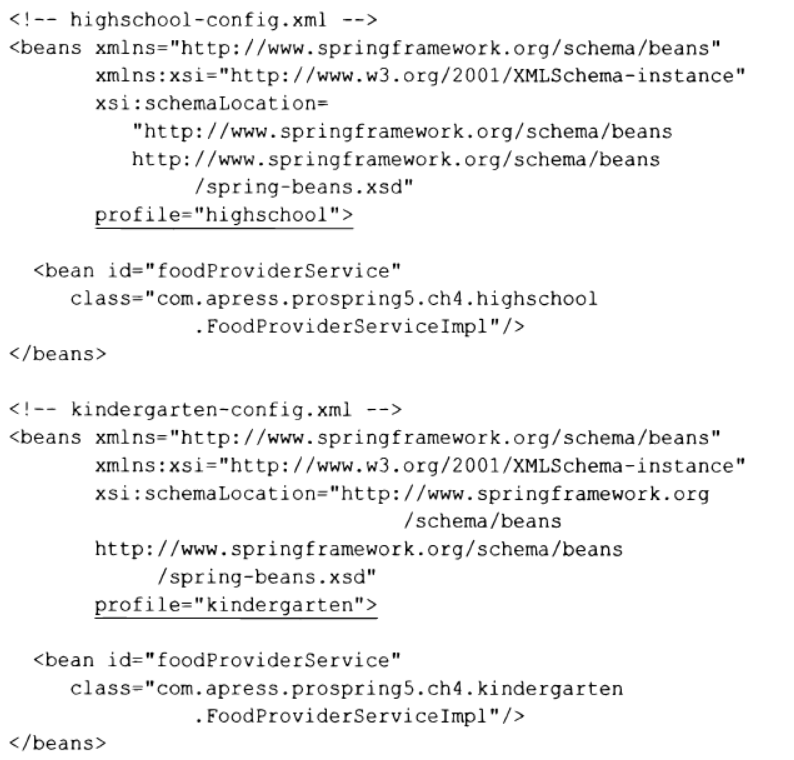 <!-- highschool-config.xml -->
<beans xmlns="http://www.springframework.org/schema/beans"
xmlns:xsi="http://www.w3.org/2001/XMLSchema-instance"
xsi:schemaLocation=
"http://www.springframework.org/schema/beans
http://www.springframework.org/schema/beans
/spring-beans.xsd"
profile="highschool">
<bean id="foodProviderService"
class="com.apress.prospring5.ch4.highschool
.FoodProviderServiceImpl"/>
</beans>
<!-- kindergarten-config.xml -->
<beans xmlns="http://www.springframework.org/schema/beans"
xmlns:xsi="http://www.w3.org/2001/XMLSchema-instance"
xsi:schemaLocation="http://www.springframework.org
/schema/beans
http://www.springframework.org/schema/beans
/spring-beans.xsd"
profile="kindergarten">
<bean id="foodProviderService"
class="com.apress.prospring5.ch4.kindergarten
.FoodProviderServiceImpl"/>
</beans>